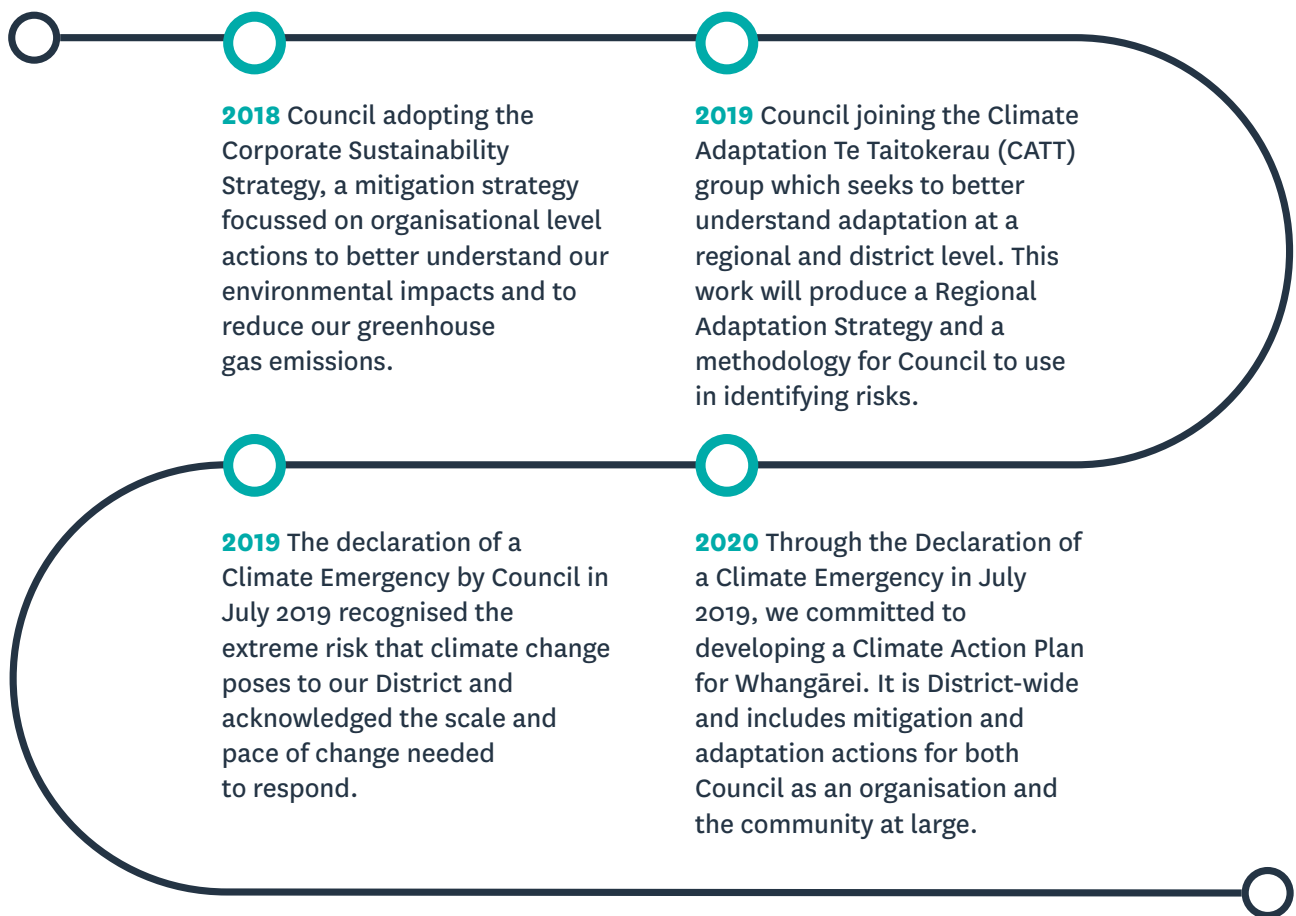 2018 Council adopting the
Corporate Sustainability
Strategy, a mitigation strategy
focussed on organisational level
actions to better understand our
environmental impacts and to
reduce our greenhouse
gas emissions.
2019 Council joining the Climate
Adaptation Te Taitokerau (CATT)
group which seeks to better
understand adaptation at a
regional and district level. This
work will produce a Regional
Adaptation Strategy and a
methodology for Council to use
in identifying risks.
2019 The declaration of a
Climate Emergency by Council in
July 2019 recognised the
extreme risk that climate change
poses to our District and
acknowledged the scale and
pace of change needed
to respond.
2020 Through the Declaration of
a Climate Emergency in July
2019, we committed to
developing a Climate Action Plan
for Whangārei. It is District-wide
and includes mitigation and
adaptation actions for both
Council as an organisation and
the community at large.